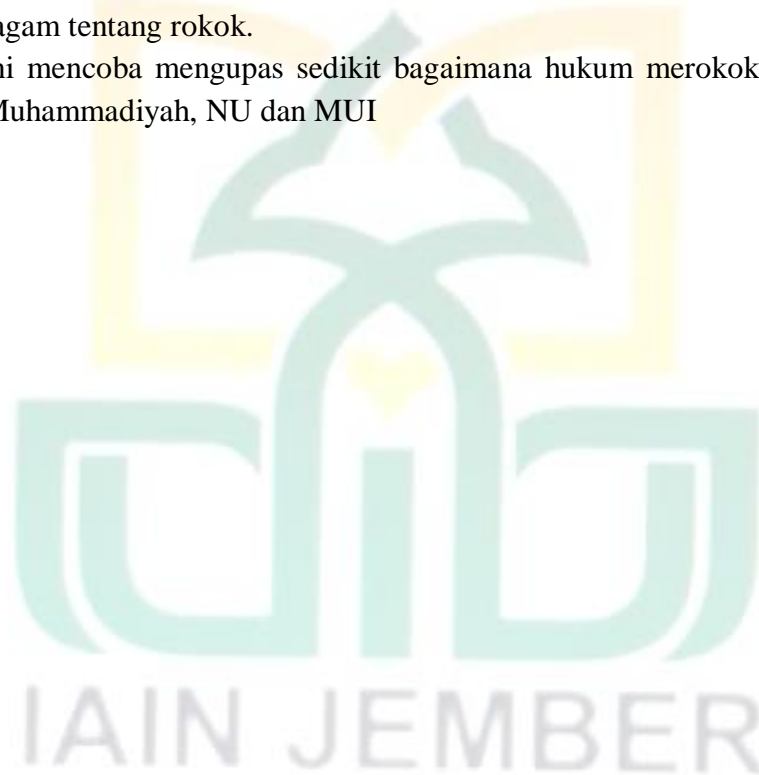 agam tentang rokok.
ni mencoba mengupas sedikit bagaimana hukum merokok
Muhammadiyah, NU dan MUI
IAIN JEMBER